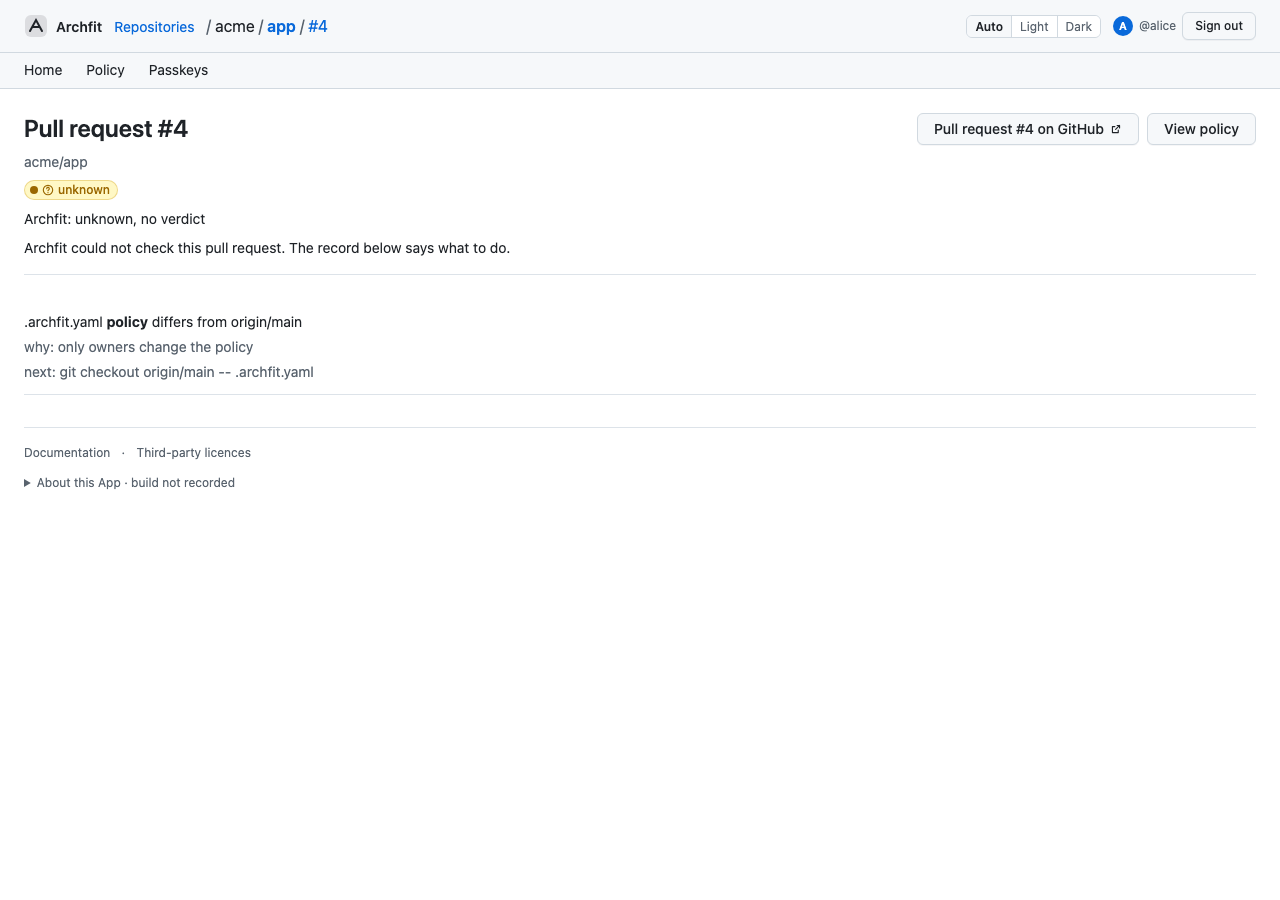 Archfit Repositories / acme / app / #4
Auto Light Dark A @alice Sign out
Home Policy Passkeys
Pull request #4
Pull request #4 on GitHub View policy
acme/app
unknown
Archfit: unknown, no verdict
Archfit could not check this pull request. The record below says what to do.
.archfit.yaml policy differs from origin/main
why: only owners change the policy
next: git checkout origin/main -- .archfit.yaml
Documentation · Third-party licences
About this App · build not recorded